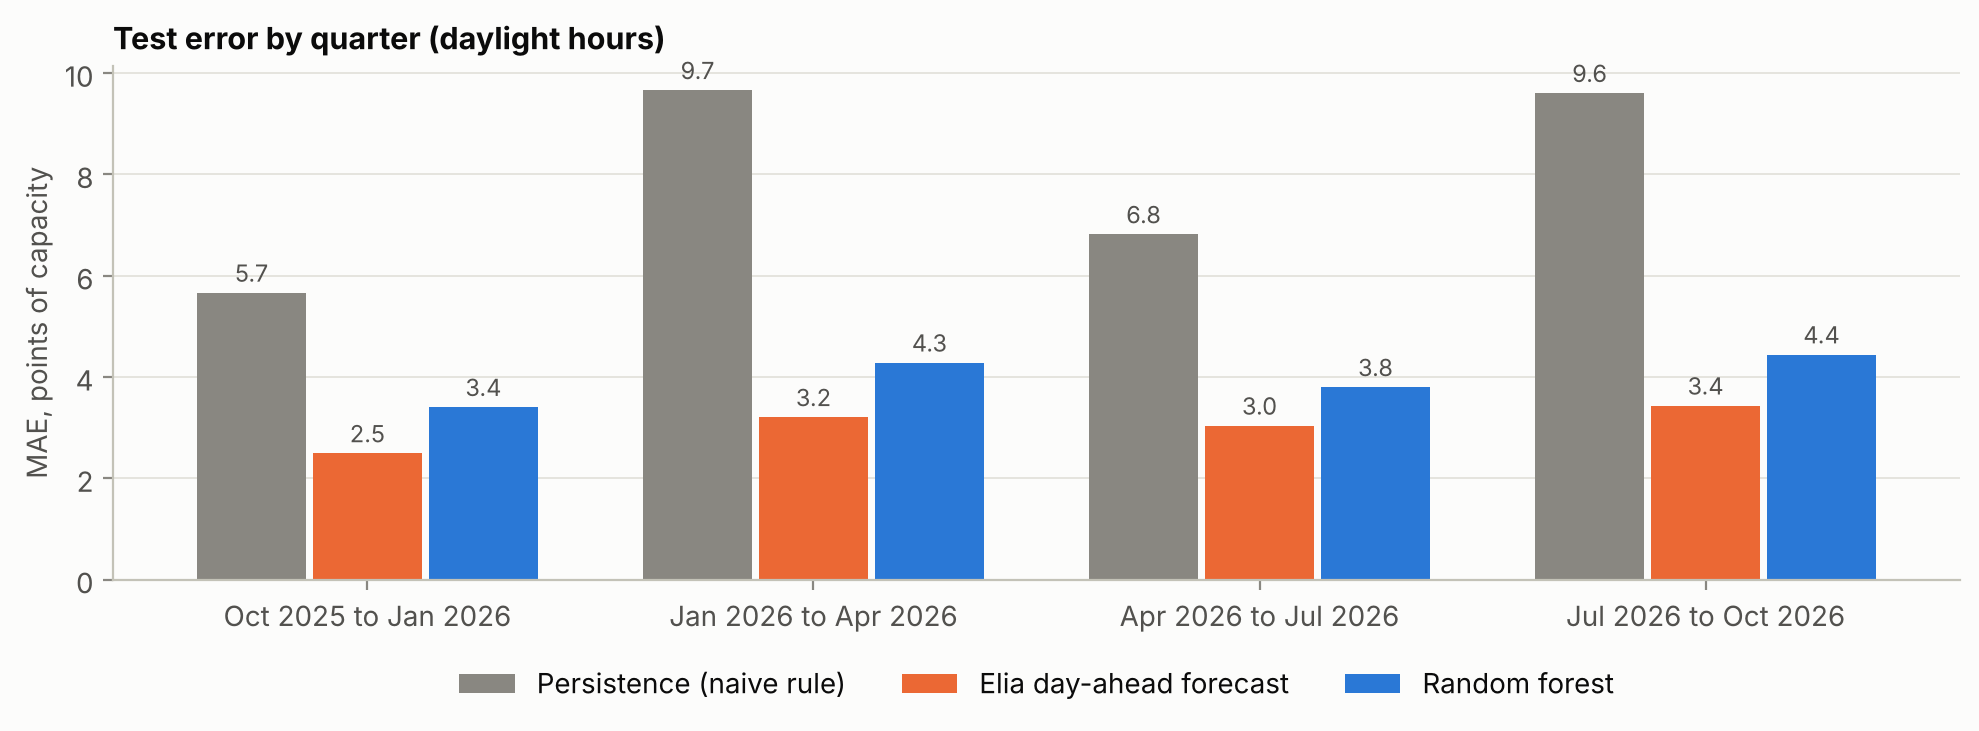 Test error by quarter (daylight hours)
MAE, points of capacity
10
8
6
4
2
0
5.7
2.5
3.4
9.7
3.2
4.3
6.8
3.0
3.8
9.6
3.4
4.4
Oct 2025 to Jan 2026
Jan 2026 to Apr 2026
Apr 2026 to Jul 2026
Jul 2026 to Oct 2026
Persistence (naive rule)
Elia day-ahead forecast
Random forest